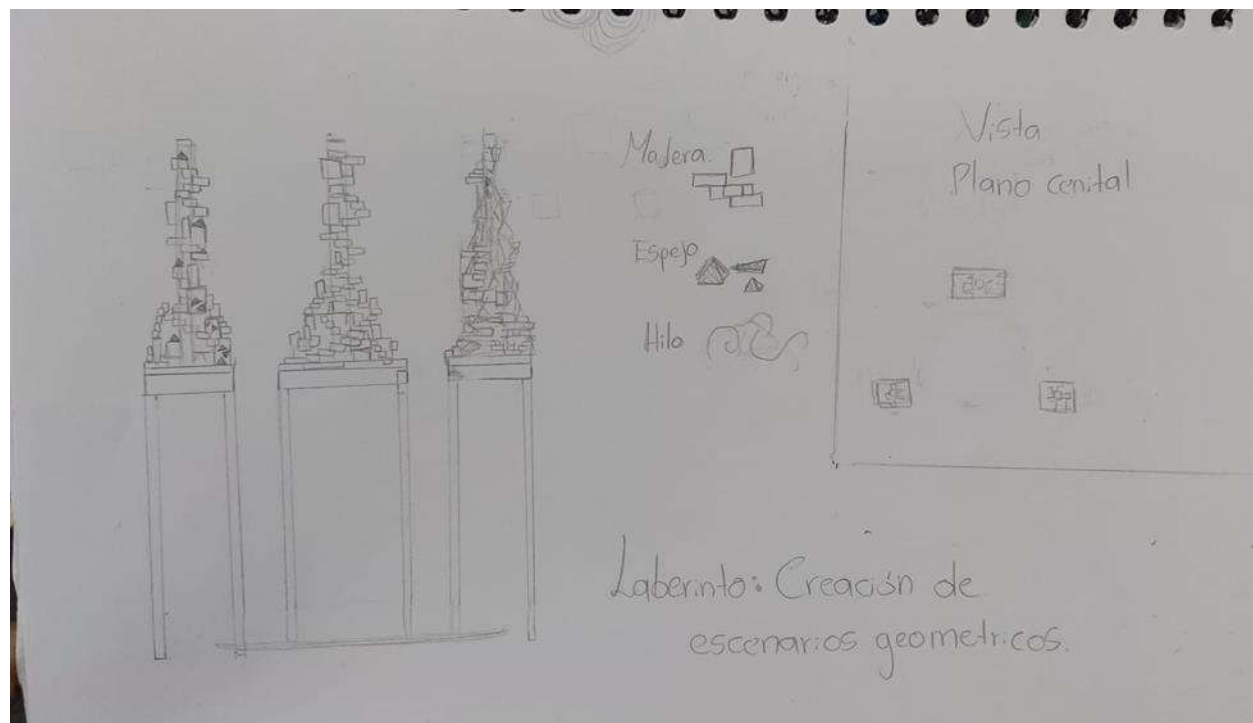 Madera.
Espejo
Hilo
Vista
Plano cenital
Laberinto: Creación de
escenarios geometricos.